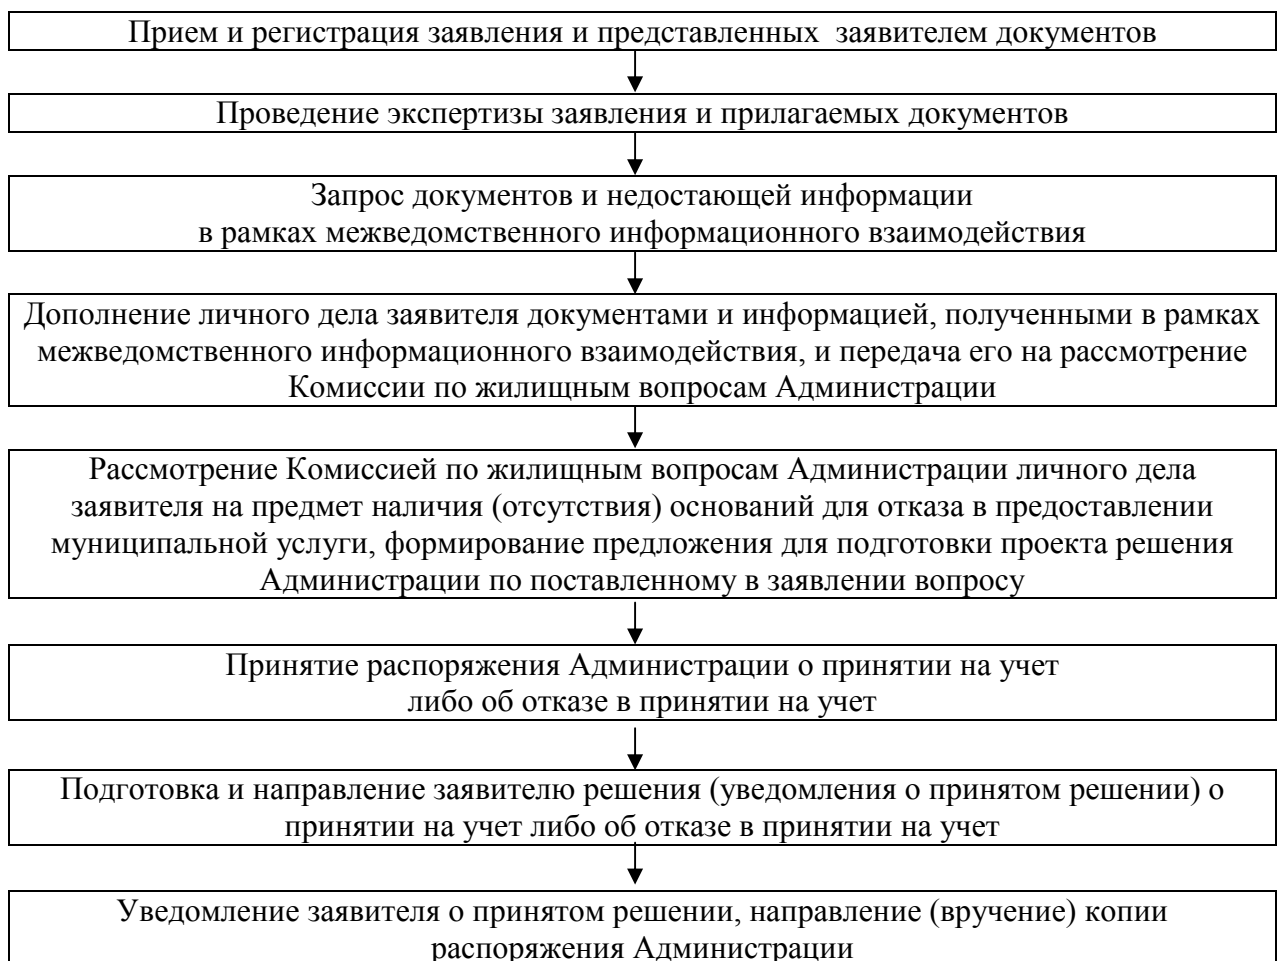 Прием и регистрация заявления и представленных  заявителем документов
Проведение экспертизы заявления и прилагаемых документов
Запрос документов и недостающей информации
в рамках межведомственного информационного взаимодействия
Дополнение личного дела заявителя документами и информацией, полученными в рамках
межведомственного информационного взаимодействия, и передача его на рассмотрение
Комиссии по жилищным вопросам Администрации
Рассмотрение Комиссией по жилищным вопросам Администрации личного дела
заявителя на предмет наличия (отсутствия) оснований для отказа в предоставлении
муниципальной услуги, формирование предложения для подготовки проекта решения
Администрации по поставленному в заявлении вопросу
Принятие распоряжения Администрации о принятии на учет
либо об отказе в принятии на учет
Подготовка и направление заявителю решения (уведомления о принятом решении) о
принятии на учет либо об отказе в принятии на учет
Уведомление заявителя о принятом решении, направление (вручение) копии
распоряжения Администрации